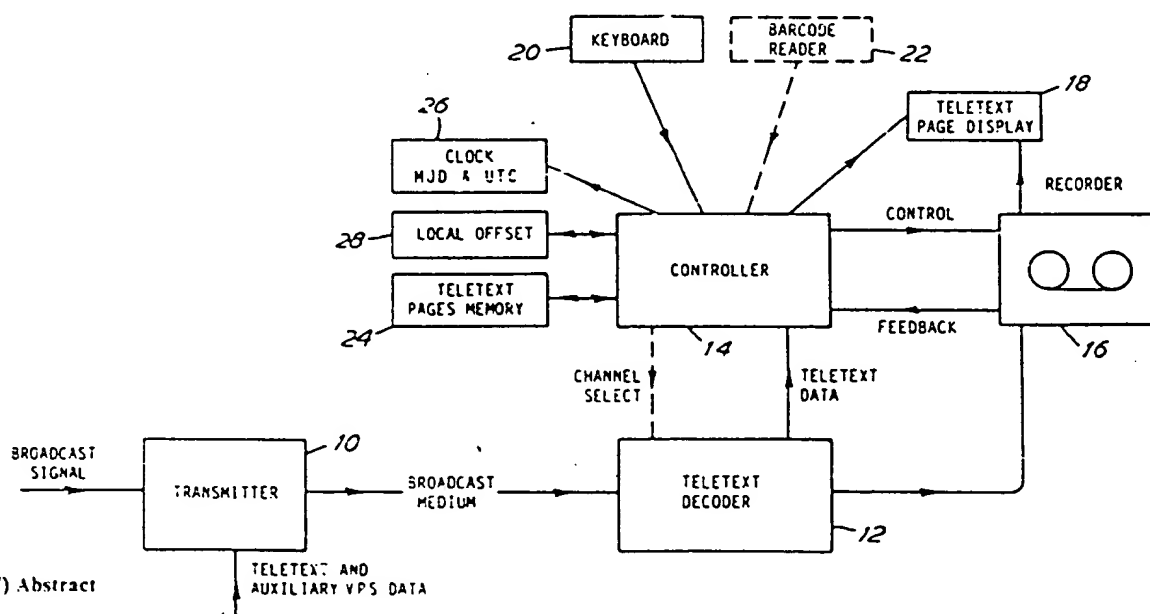 20
KEYBOARD
BARCODE
READER
22
18
TELETEXT
PAGE DISPLAY
26
CLOCK
MJD & UTC
RECORDER
28
LOCAL OFFSET
CONTROL
CONTROLLER
24
TELETEXT
PAGES MEMORY
FEEDBACK
14
16
CHANNEL
SELECT
TELETEXT
DATA
10
BROADCAST
SIGNAL
TRANSMITTER
BROADCAST
MEDIUM
TELETEXT
DECODER
12
) Abstract
TELETEXT AND
AUXILIARY VPS DATA